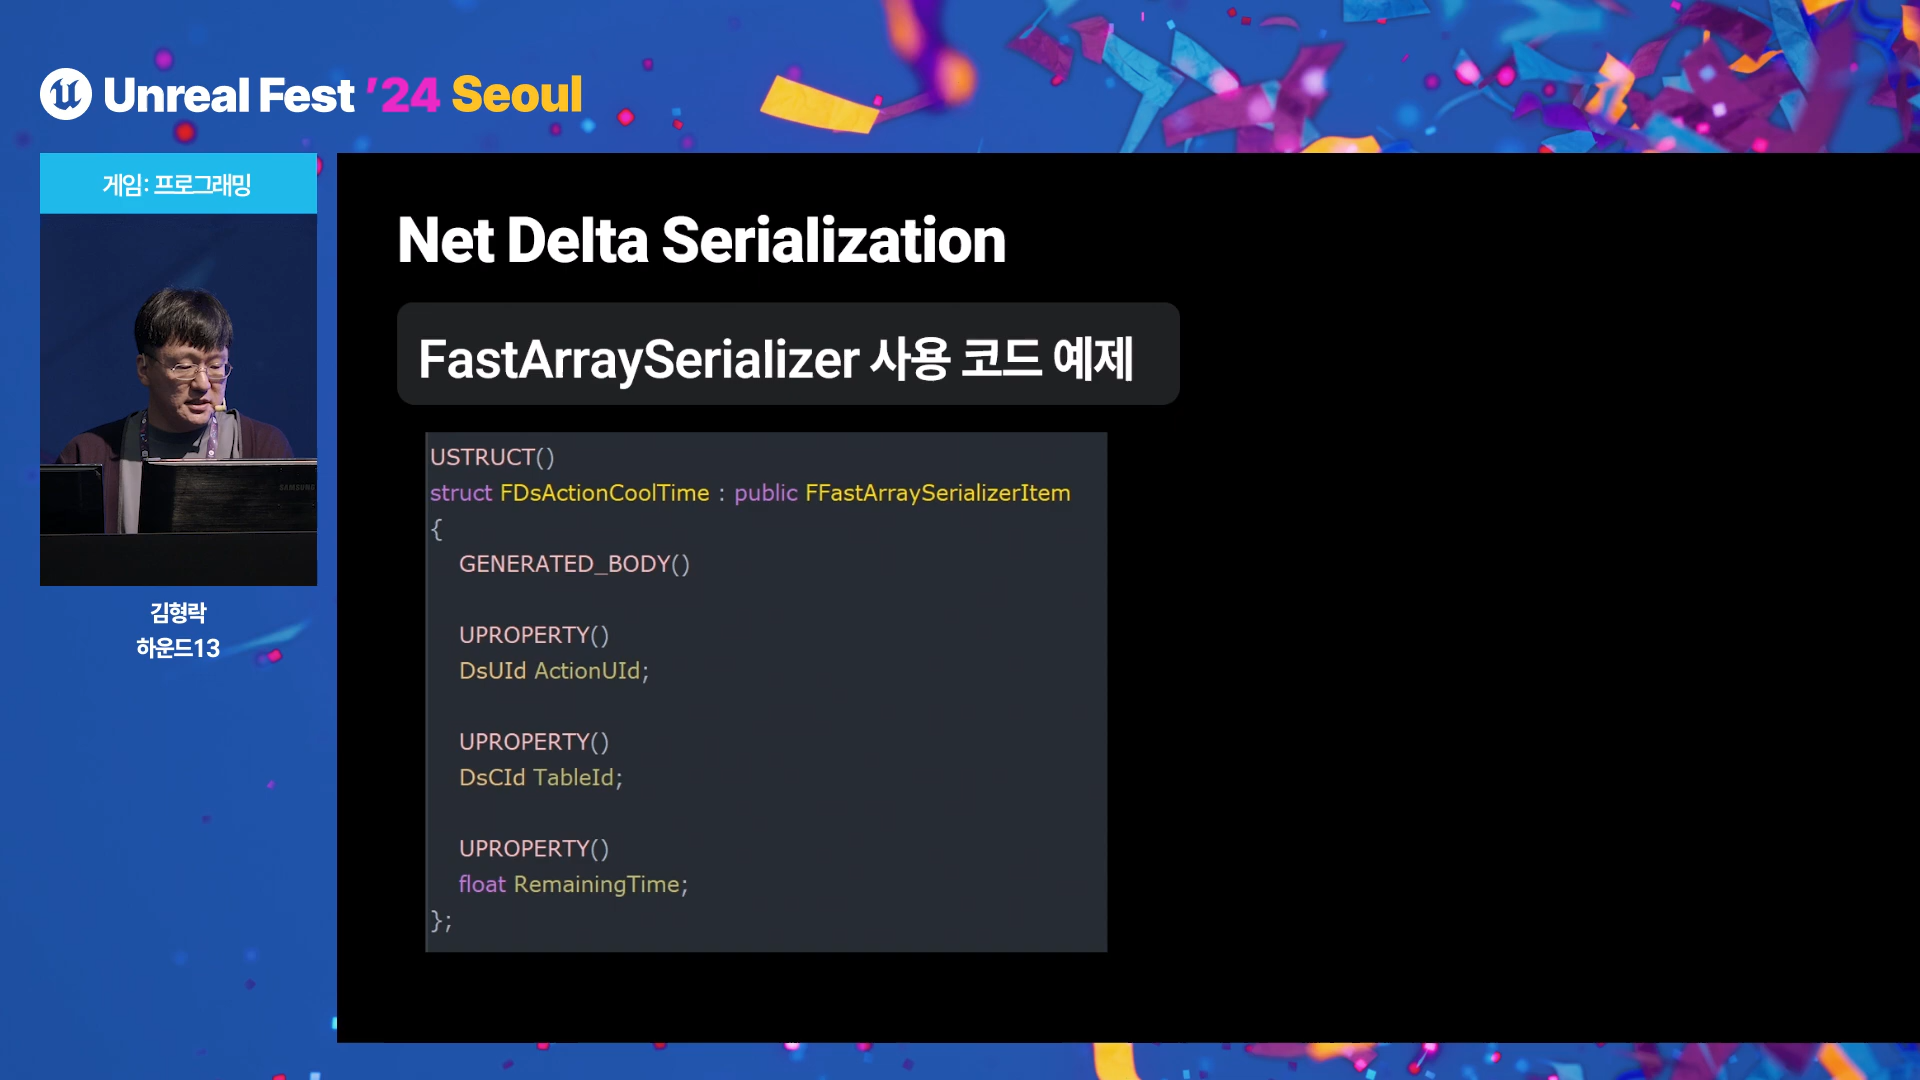 Unreal Fest '24 Seoul
게임: 프로그래밍
SAMSUNG
김형락
하운드13
Net Delta Serialization
FastArraySerializer 사용 코드 예제
USTRUCT()
struct FDsActionCoolTime : public FFastArraySerializerItem
{
GENERATED_BODY()
UPROPERTY()
DsUId ActionUId;
UPROPERTY()
DsCId TableId;
UPROPERTY()
float RemainingTime;
};